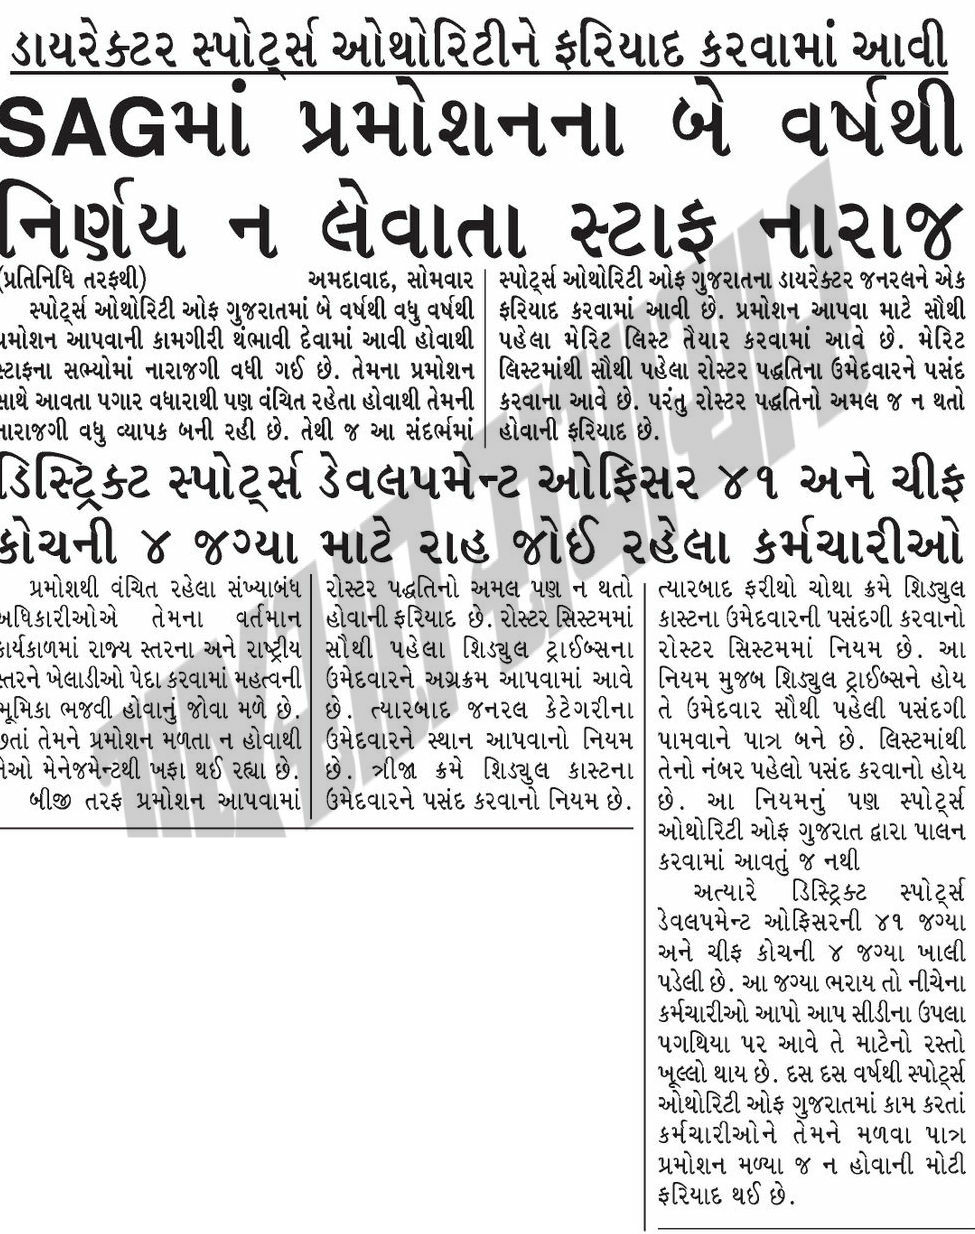 ડાયરેક્ટર સ્પોર્ટ્સ ઓથોરિટીને ફરિયાદ કરવામાં આવી
SAGમાં પ્રમોશનના બે વર્ષથી
નિર્ણય ન લેવાતા સ્ટાફ નારાજ
(પ્રતિનિધિ તરફથી) અમદાવાદ, સોમવાર
સ્પોર્ટ્સ ઓથોરિટી ઓફ ગુજરાતમાં બે વર્ષથી વધુ વર્ષથી
પ્રમોશન આપવાની કામગીરી થંભાવી દેવામાં આવી હોવાથી
સ્ટાફના સભ્યોમાં નારાજગી વધી ગઈ છે. તેમના પ્રમોશન
સાથે આવતા પગાર વધારાથી પણ વંચિત રહેતા હોવાથી તેમની
નારાજગી વધુ વ્યાપક બની રહી છે. તેથી જ આ સંદર્ભમાં
સ્પોર્ટ્સ ઓથોરિટી ઓફ ગુજરાતના ડાયરેક્ટર જનરલને એક
ફરિયાદ કરવામાં આવી છે. પ્રમોશન આપવા માટે સૌથી
પહેલા મેરિટ લિસ્ટ તૈયાર કરવામાં આવે છે. મેરિટ
લિસ્ટમાંથી સૌથી પહેલા રોસ્ટર પદ્ધતિના ઉમેદવારને પસંદ
કરવાના આવે છે. પરંતુ રોસ્ટર પદ્ધતિનો અમલ જ ન થતો
હોવાની ફરિયાદ છે.
ડિસ્ટ્રિક્ટ સ્પોર્ટ્સ ડેવલપમેન્ટ ઓફિસર ૪૧ અને ચીફ
કોચની ૪ જગ્યા માટે રાહ જોઈ રહેલા કર્મચારીઓ
પ્રમોશથી વંચિત રહેલા સંખ્યાબંધ
અધિકારીઓએ તેમના વર્તમાન
કાર્યકાળમાં રાજ્ય સ્તરના અને રાષ્ટ્રીય
સ્તરને ખેલાડીઓ પેદા કરવામાં મહત્વની
ભૂમિકા ભજવી હોવાનું જોવા મળે છે.
છતાં તેમને પ્રમોશન મળતા ન હોવાથી
તેઓ મેનેજમેન્ટથી ખફા થઈ રહ્યા છે.
બીજી તરફ પ્રમોશન આપવામાં
રોસ્ટર પદ્ધતિનો અમલ પણ ન થતો
હોવાની ફરિયાદ છે. રોસ્ટર સિસ્ટમમાં
સૌથી પહેલા શિડ્યુલ ટ્રાઈબ્સના
ઉમેદવારને અગ્રક્રમ આપવામાં આવે
છે. ત્યારબાદ જનરલ કેટેગરીના
ઉમેદવારને સ્થાન આપવાનો નિયમ
છે. ત્રીજા ક્રમે શિડ્યુલ કાસ્ટના
ઉમેદવારને પસંદ કરવાનો નિયમ છે.
ત્યારબાદ ફરીથો ચોથા ક્રમે શિડ્યુલ
કાસ્ટના ઉમેદવારની પસંદગી કરવાનો
રોસ્ટર સિસ્ટમમાં નિયમ છે. આ
નિયમ મુજબ શિડ્યુલ ટ્રાઈબ્સને હોય
તે ઉમેદવાર સૌથી પહેલી પસંદગી
પામવાને પાત્ર બને છે. લિસ્ટમાંથી
તેનો નંબર પહેલો પસંદ કરવાનો હોય
છે. આ નિયમનું પણ સ્પોર્ટ્સ
ઓથોરિટી ઓફ ગુજરાત દ્વારા પાલન
કરવામાં આવતું જ નથી
અત્યારે ડિસ્ટ્રિક્ટ સ્પોર્ટ્સ
ડેવલપમેન્ટ ઓફિસરની ૪૧ જગ્યા
અને ચીફ કોચની ૪ જગ્યા ખાલી
પડેલી છે. આ જગ્યા ભરાય તો નીચેના
કર્મચારીઓ આપો આપ સીડીના ઉપલા
પગથિયા પર આવે તે માટેનો રસ્તો
ખૂલ્લો થાય છે. દસ દસ વર્ષથી સ્પોર્ટ્સ
ઓથોરિટી ઓફ ગુજરાતમાં કામ કરતાં
કર્મચારીઓને તેમને મળવા પાત્ર
પ્રમોશન મળ્યા જ ન હોવાની મોટી
ફરિયાદ થઈ છે.